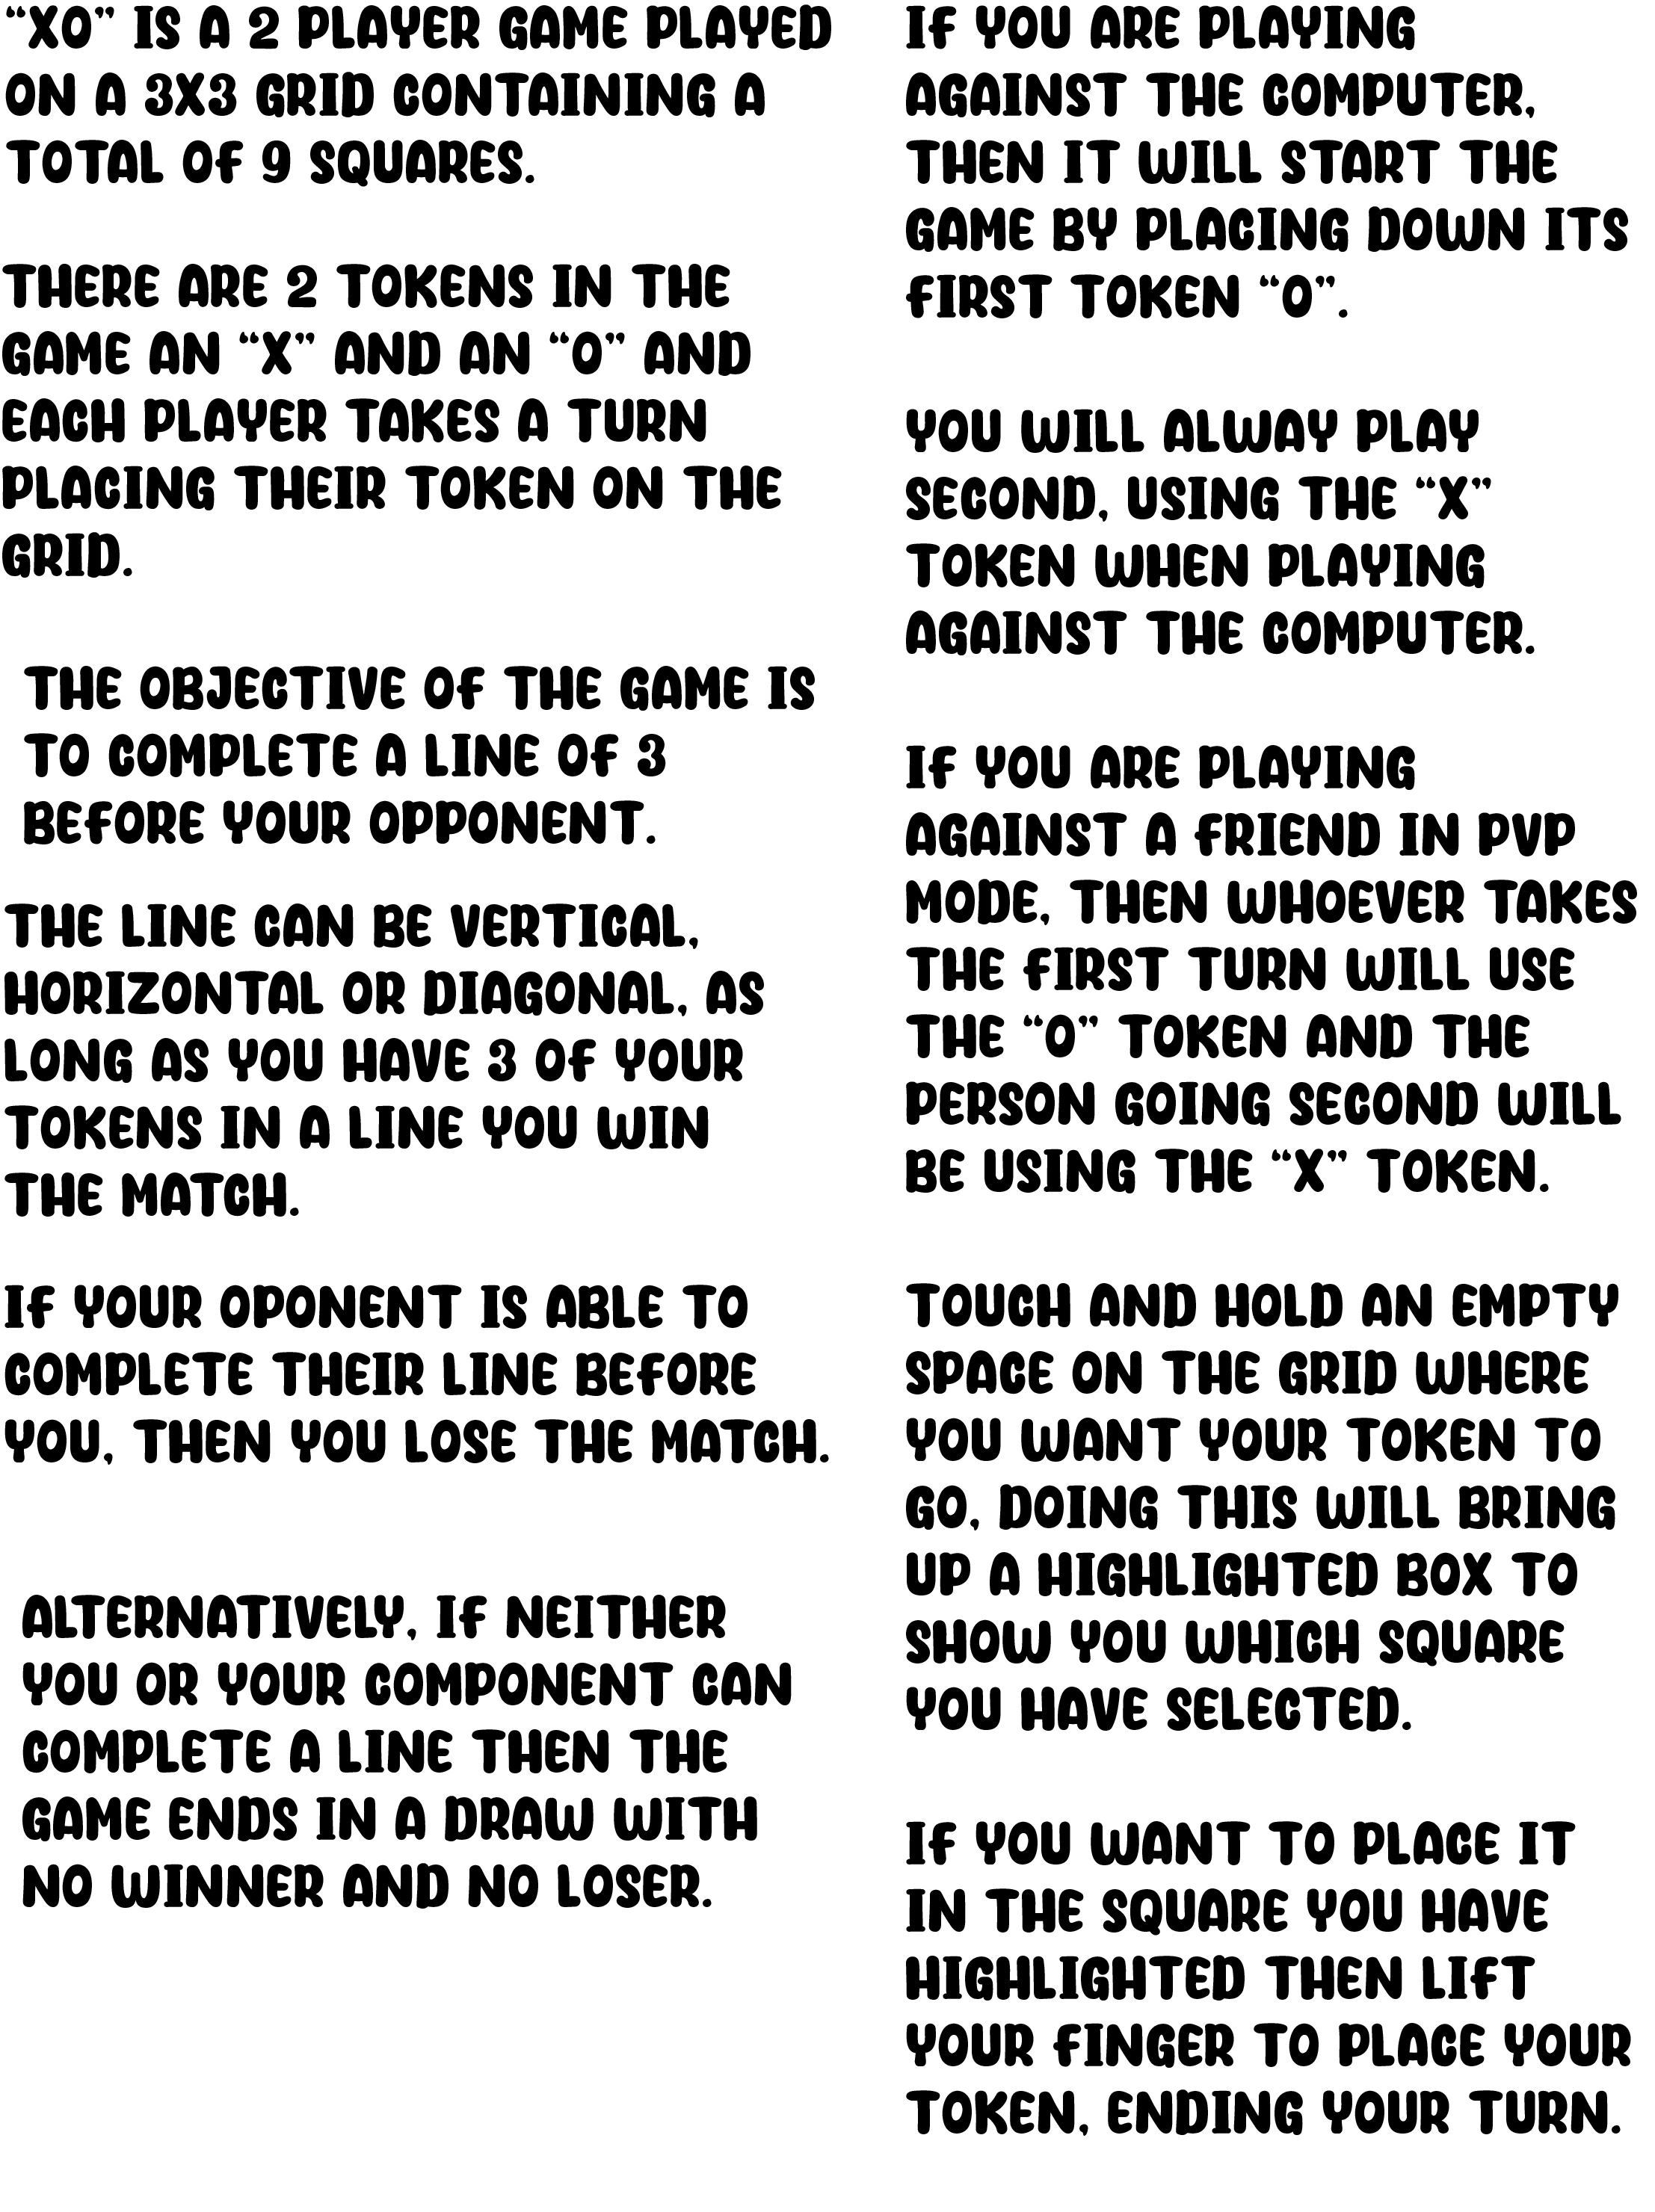 “XO” IS A 2 PLAYER GAME PLAYED
ON A 3X3 GRID CONTAINING A
TOTAL OF 9 SQUARES.
THERE ARE 2 TOKENS IN THE
GAME AN “X” AND AN “O” AND
EACH PLAYER TAKES A TURN
PLACING THEIR TOKEN ON THE
GRID.
THE OBJECTIVE OF THE GAME IS
TO COMPLETE A LINE OF 3
BEFORE YOUR OPPONENT.
THE LINE CAN BE VERTICAL,
HORIZONTAL OR DIAGONAL, AS
LONG AS YOU HAVE 3 OF YOUR
TOKENS IN A LINE YOU WIN
THE MATCH.
IF YOUR OPONENT IS ABLE TO
COMPLETE THEIR LINE BEFORE
YOU, THEN YOU LOSE THE MATCH.
ALTERNATIVELY, IF NEITHER
YOU OR YOUR COMPONENT CAN
COMPLETE A LINE THEN THE
GAME ENDS IN A DRAW WITH
NO WINNER AND NO LOSER.
IF YOU ARE PLAYING
AGAINST THE COMPUTER,
THEN IT WILL START THE
GAME BY PLACING DOWN ITS
FIRST TOKEN “O”.
YOU WILL ALWAY PLAY
SECOND, USING THE “X”
TOKEN WHEN PLAYING
AGAINST THE COMPUTER.
IF YOU ARE PLAYING
AGAINST A FRIEND IN PVP
MODE, THEN WHOEVER TAKES
THE FIRST TURN WILL USE
THE “O” TOKEN AND THE
PERSON GOING SECOND WILL
BE USING THE “X” TOKEN.
TOUCH AND HOLD AN EMPTY
SPACE ON THE GRID WHERE
YOU WANT YOUR TOKEN TO
GO, DOING THIS WILL BRING
UP A HIGHLIGHTED BOX TO
SHOW YOU WHICH SQUARE
YOU HAVE SELECTED.
IF YOU WANT TO PLACE IT
IN THE SQUARE YOU HAVE
HIGHLIGHTED THEN LIFT
YOUR FINGER TO PLACE YOUR
TOKEN, ENDING YOUR TURN.